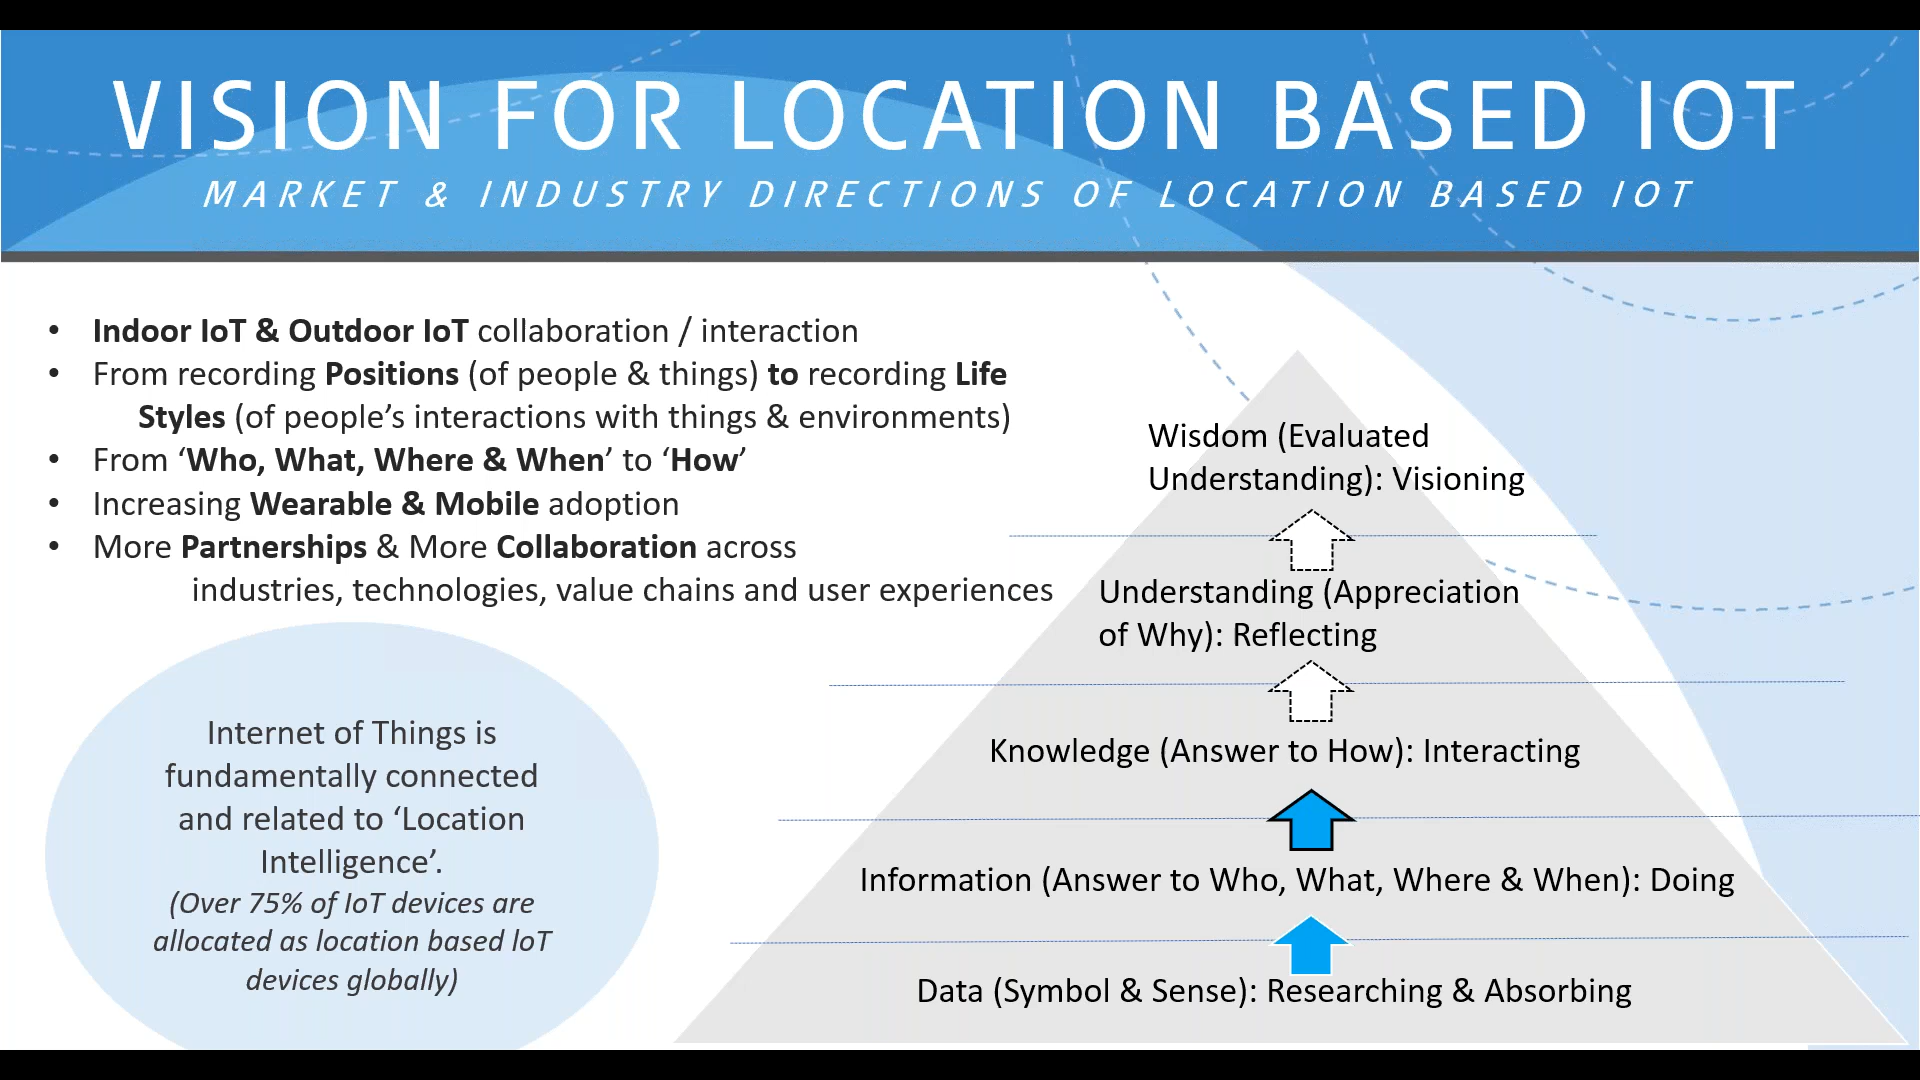 VISION FOR LOCATION BASED IOT
MARKET & INDUSTRY DIRECTIONS OF LOCATION BASED IOT
• Indoor IoT & Outdoor IoT collaboration / interaction
• From recording Positions (of people & things) to recording Life
Styles (of people’s interactions with things & environments)
• From ‘Who, What, Where & When’ to ‘How’
• Increasing Wearable & Mobile adoption
• More Partnerships & More Collaboration across
industries, technologies, value chains and user experiences
Internet of Things is
fundamentally connected
and related to ‘Location
Intelligence’.
(Over 75% of IoT devices are
allocated as location based loT
devices globally)
Wisdom (Evaluated
Understanding): Visioning
Understanding (Appreciation
of Why): Reflecting
Knowledge (Answer to How): Interacting
Information (Answer to Who, What, Where & When): Doing
Data (Symbol & Sense): Researching & Absorbing